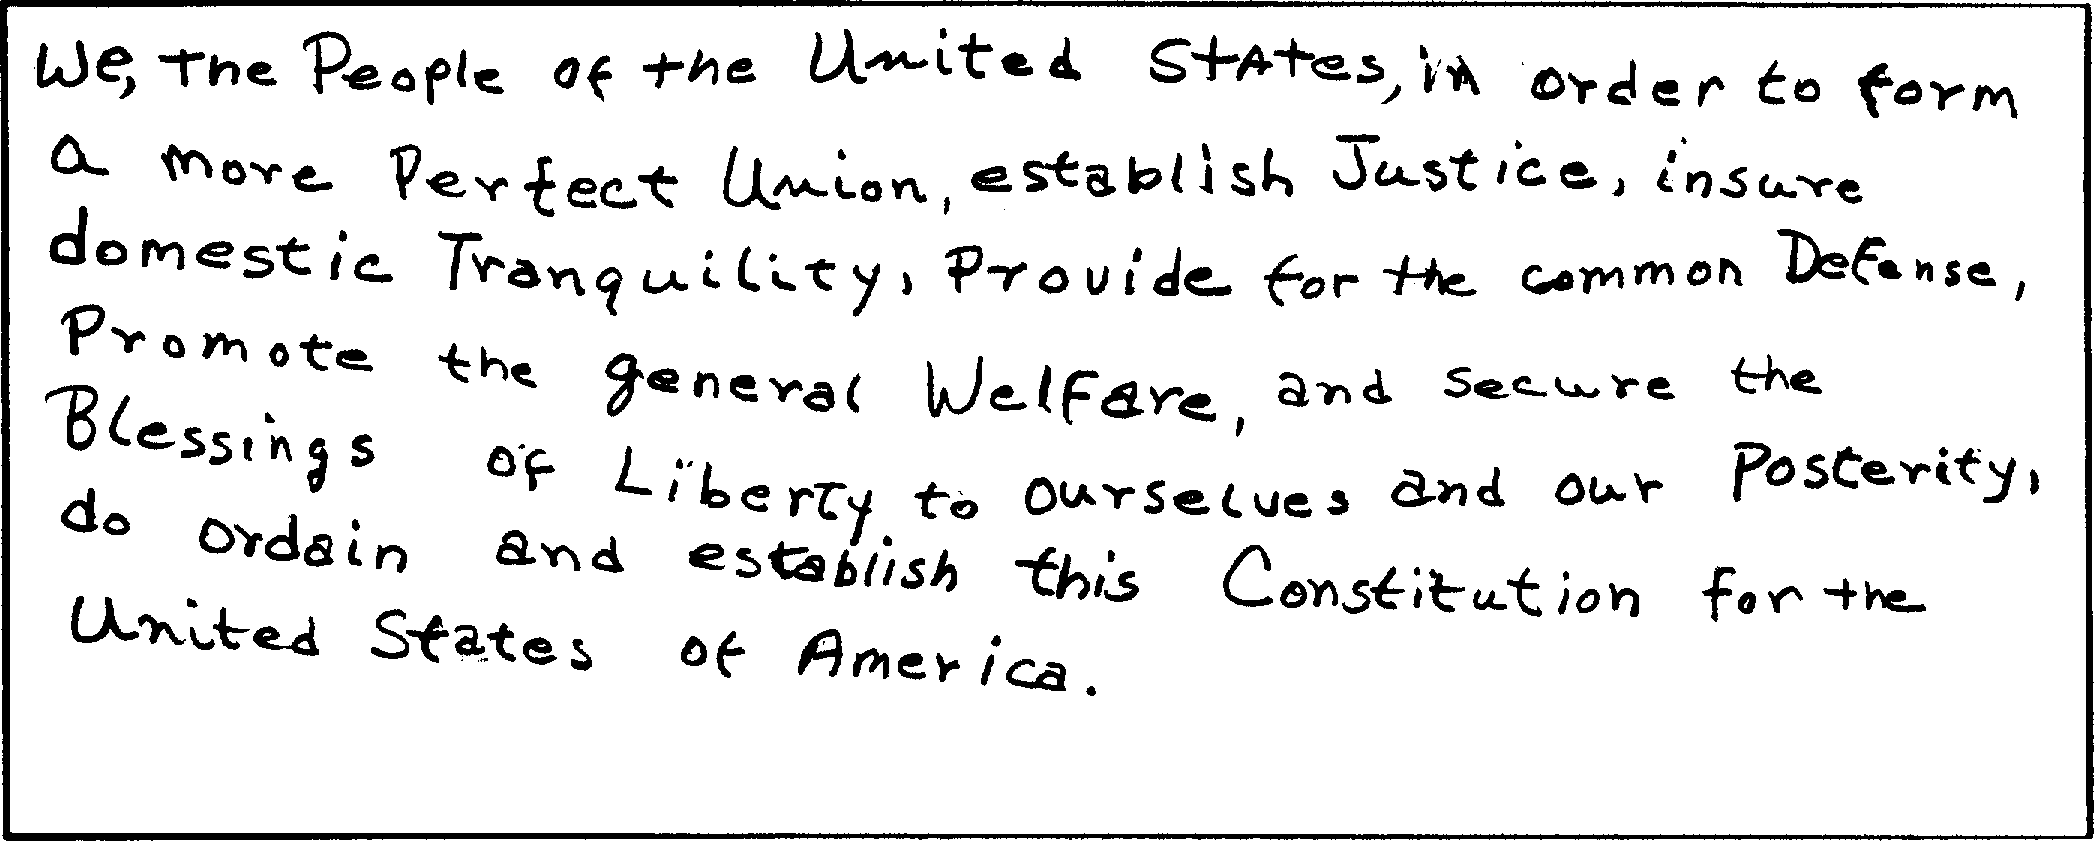 We, the People of the United States, in order to form
a more Perfect Union, establish Justice, insure
domestic Tranquility, Provide for the common Defense,
Promote the general Welfare, and secure the
Blessings of Liberty to ourselves and our Posterity,
do ordain and establish this Constitution for the
United States of America.